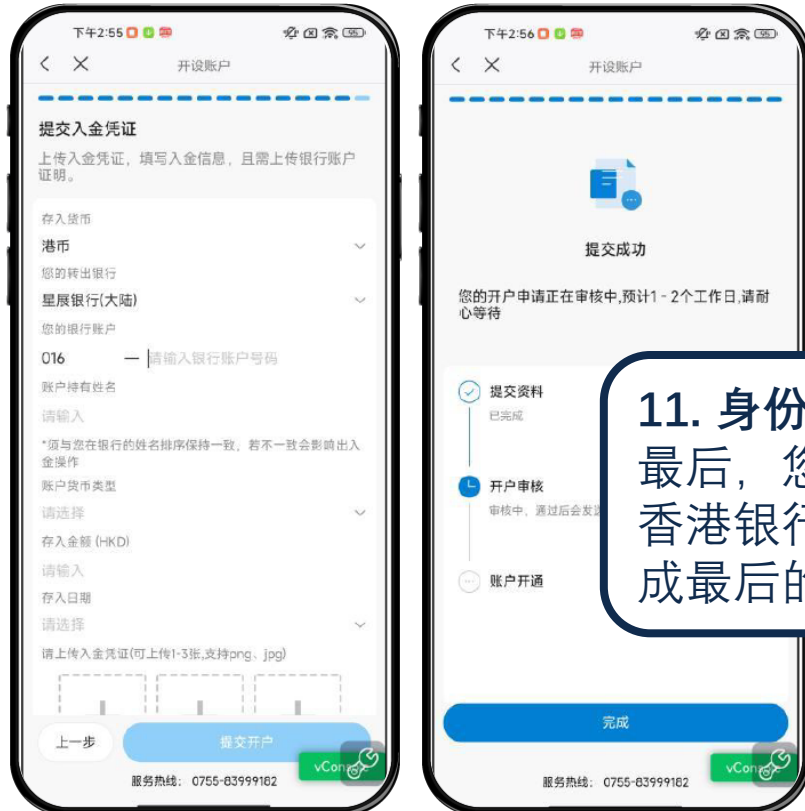 下午2:55
95
开设账户
提交入金凭证
上传入金凭证，填写入金信息，且需上传银行账户
证明。
存入货币
港币
您的转出银行
星展银行(大陆)
您的银行账户
016 — 请输入银行账户号码
账户持有姓名
请输入
*须与您在银行的姓名排序保持一致，若不一致会影响出入
金操作
账户货币类型
请选择
存入金额 (HKD)
请输入
存入日期
请选择
请上传入金凭证(可上传1-3张,支持png、jpg)
上一步
提交开户
服务热线： 0755-83999182
下午2:56
95
开设账户
提交成功
您的开户申请正在审核中,预计1-2个工作日,请耐
心等待
提交资料
已完成
开户审核
审核中，通过后会发
账户开通
完成
服务热线： 0755-83999182
11. 身份
最后，
香港银行
成最后的